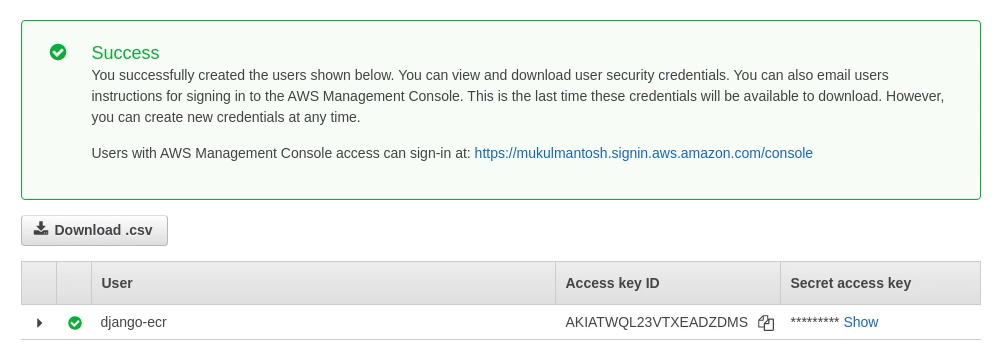 Success
You successfully created the users shown below. You can view and download user security credentials. You can also email users
instructions for signing in to the AWS Management Console. This is the last time these credentials will be available to download. However,
you can create new credentials at any time.
Users with AWS Management Console access can sign-in at: https://mukulmantosh.signin.aws.amazon.com/console
Download .csv
User Access key ID Secret access key
django-ecr AKIATWQL23VTXEADZDMS ********* Show